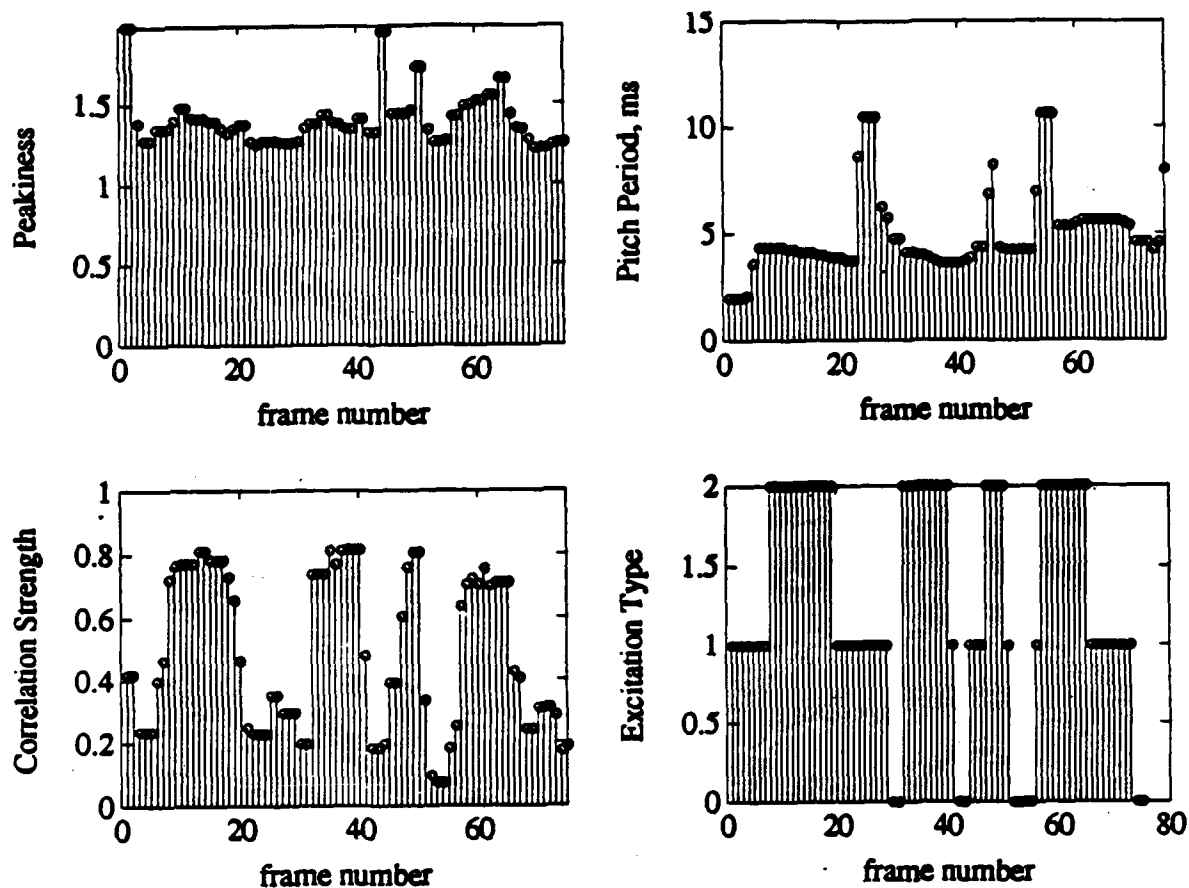 Peakiness
1.5
1
0.5
0
0 20 40 60
frame number
Pitch Period, ms
15
10
5
0
0 20 40 60
frame number
Correlation Strength
1
0.8
0.6
0.4
0.2
0
0 20 40 60
frame number
Excitation Type
2
1.5
1
0.5
0
0 20 40 60 80
frame number